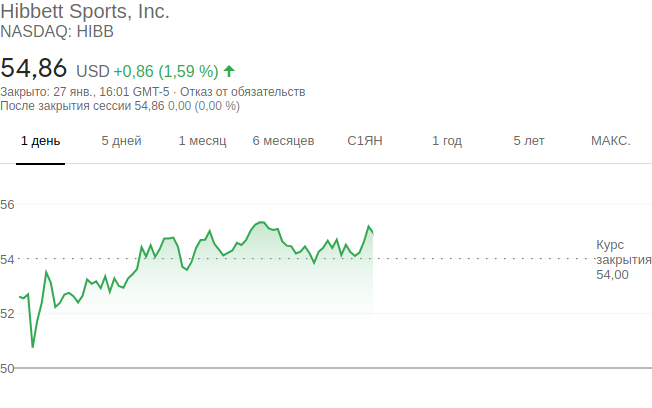 Hibbett Sports, Inc.
NASDAQ: HIBB
54,86 USD +0,86 (1,59 %)
Закрыто: 27 янв., 16:01 GMT-5 · Отказ от обязательств
После закрытия сессии 54,86 0,00 (0,00 %)
1 день 5 дней 1 месяц 6 месяцев С1ЯН 1 год 5 лет МАКС.
56
Курс
54 закрытия
54,00
52
50